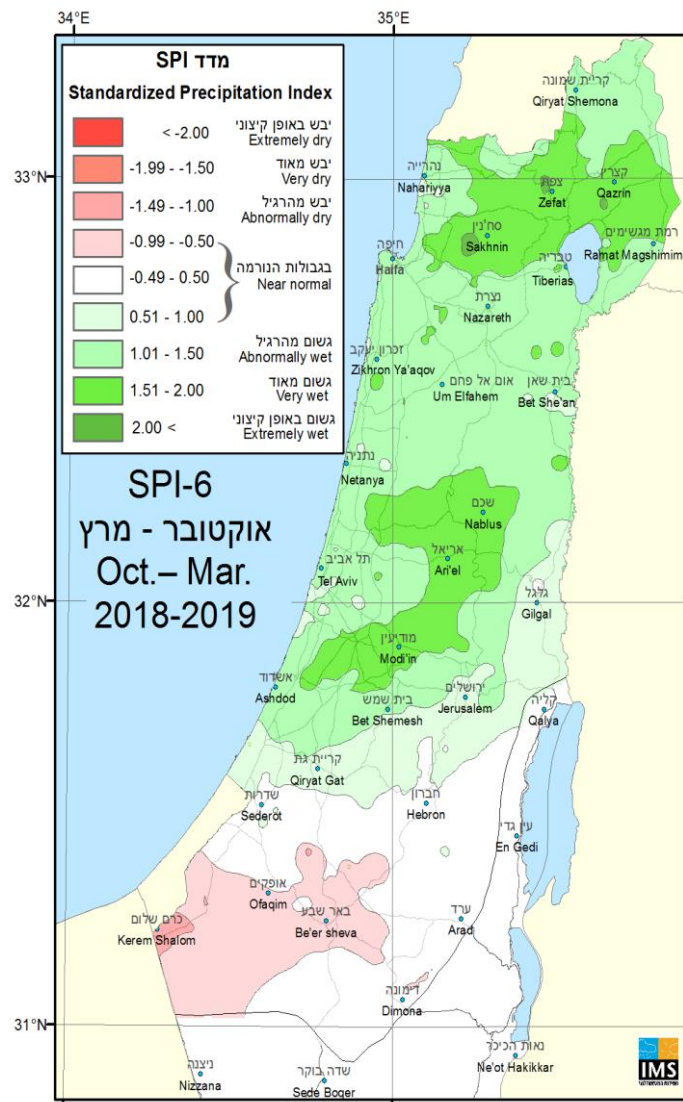 34°E
35°E
מדד SPI
Standardized Precipitation Index
< -2.00
יבש באופן קיצוני
Extremely dry
-1.99 - -1.50
יבש מאוד
Very dry
-1.49 - -1.00
יבש מהרגיל
Abnormally dry
-0.99 - -0.50
-0.49 - 0.50
בגבולות הנורמה
Near normal
0.51 - 1.00
1.01 - 1.50
גשום מהרגיל
Abnormally wet
1.51 - 2.00
גשום מאוד
Very wet
2.00 <
גשום באופן קיצוני
Extremely wet
SPI-6
אוקטובר - מרץ
Oct.– Mar.
2018-2019
33°N
32°N
31°N
קריית שמונה
Qiryat Shemona
נהרייה
Nahariyya
צפת
Zefat
קצרין
Qazrin
סח'נין
Sakhnin
רמת מגשימים
Ramat Magshimim
חיפה
Haifa
טבריה
Tiberias
נצרת
Nazareth
זכרון יעקב
Zikhron Ya'aqov
אום אל פחם
Um Elfahem
בית שאן
Bet She'an
נתניה
Netanya
שכם
Nablus
אריאל
Ari'el
תל אביב
Tel Aviv
גלגל
Gilgal
מודיעין
Modi'in
אשדוד
Ashdod
ירושלים
Jerusalem
בית שמש
Bet Shemesh
קליה
Qalya
קריית גת
Qiryat Gat
שדרות
Sederot
חברון
Hebron
עין גדי
En Gedi
אופקים
Ofaqim
באר שבע
Be'er sheva
ערד
Arad
כרם שלום
Kerem Shalom
דימונה
Dimona
נאות הכיכר
Ne'ot Hakikkar
ניצנה
Nizzana
שדה בוקר
Sede Boqer
IMS